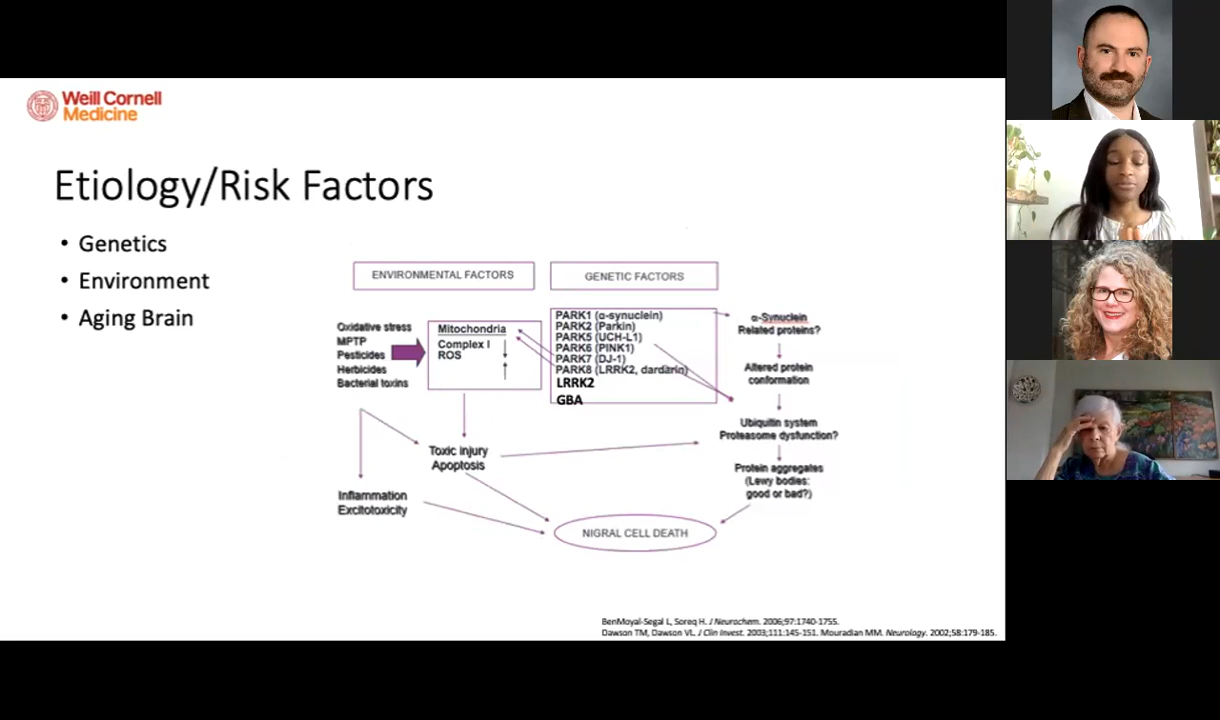 Weill Cornell
Medicine
Etiology/Risk Factors
• Genetics
• Environment
• Aging Brain
ENVIRONMENTAL FACTORS
GENETIC FACTORS
Oxidative stress
MPTP
Pesticides
Herbicides
Bacterial toxins
Mitochondria
Complex I
ROS
PARK1 (α-synuclein)
PARK2 (Parkin)
PARK5 (UCH-L1)
PARK6 (PINK1)
PARK7 (DJ-1)
PARK8 (LRRK2, dardarin)
LRRK2
GBA
α-Synuclein
Related proteins?
Altered protein
conformation
Ubiquitin system
Proteasome dysfunction?
Protein aggregates
(Lewy bodies:
good or bad?)
Toxic injury
Apoptosis
Inflammation
Excitotoxicity
NIGRAL CELL DEATH
BenMoyal-Segal L, Soreq H. J Neurochem. 2006;97:1740-1755.
Dawson TM, Dawson VL. J Clin Invest. 2003;111:145-151. Mouradian MM. Neurology. 2002;58:179-185.